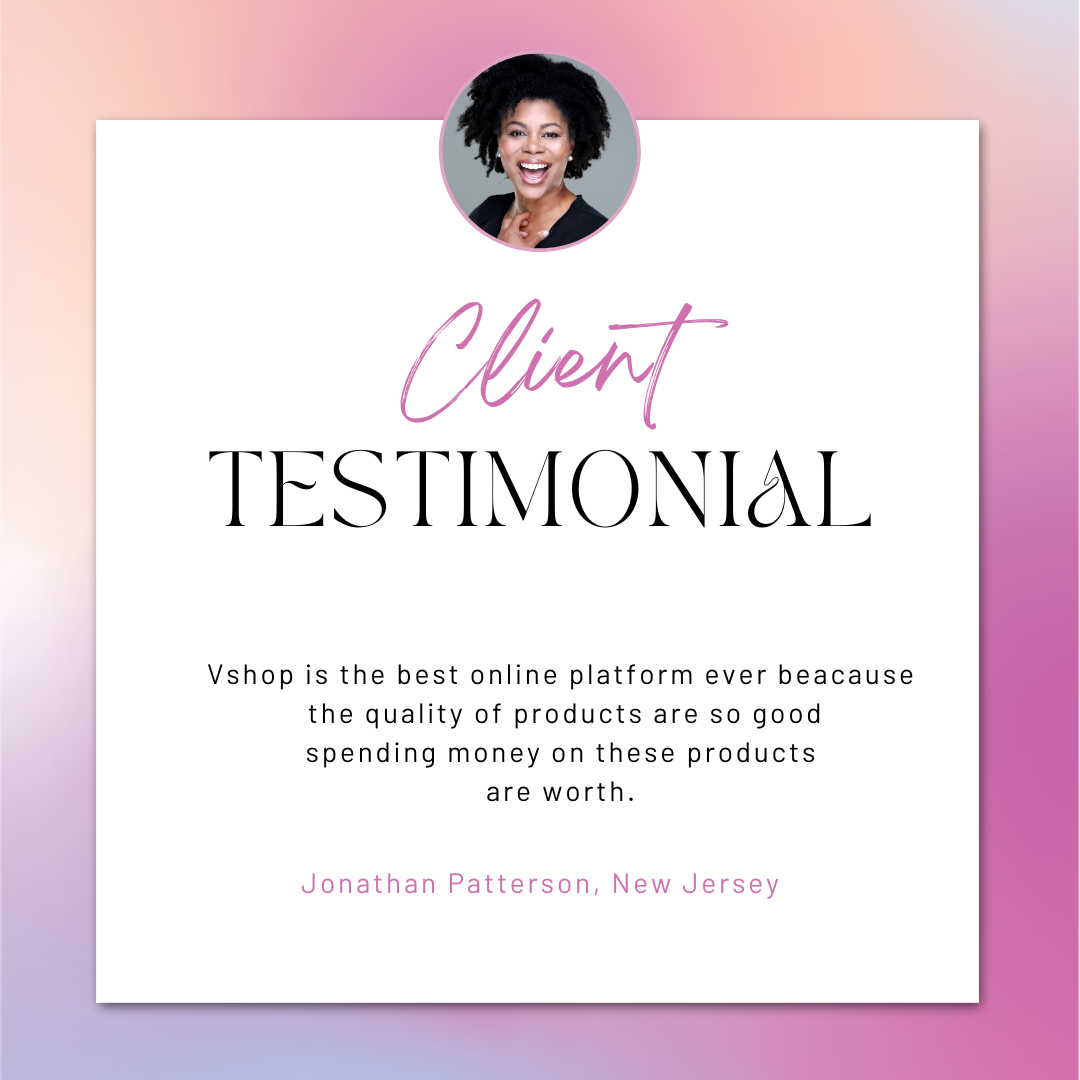 Client
TESTIMONIAL
Vshop is the best online platform ever beacause
the quality of products are so good
spending money on these products
are worth.
Jonathan Patterson, New Jersey